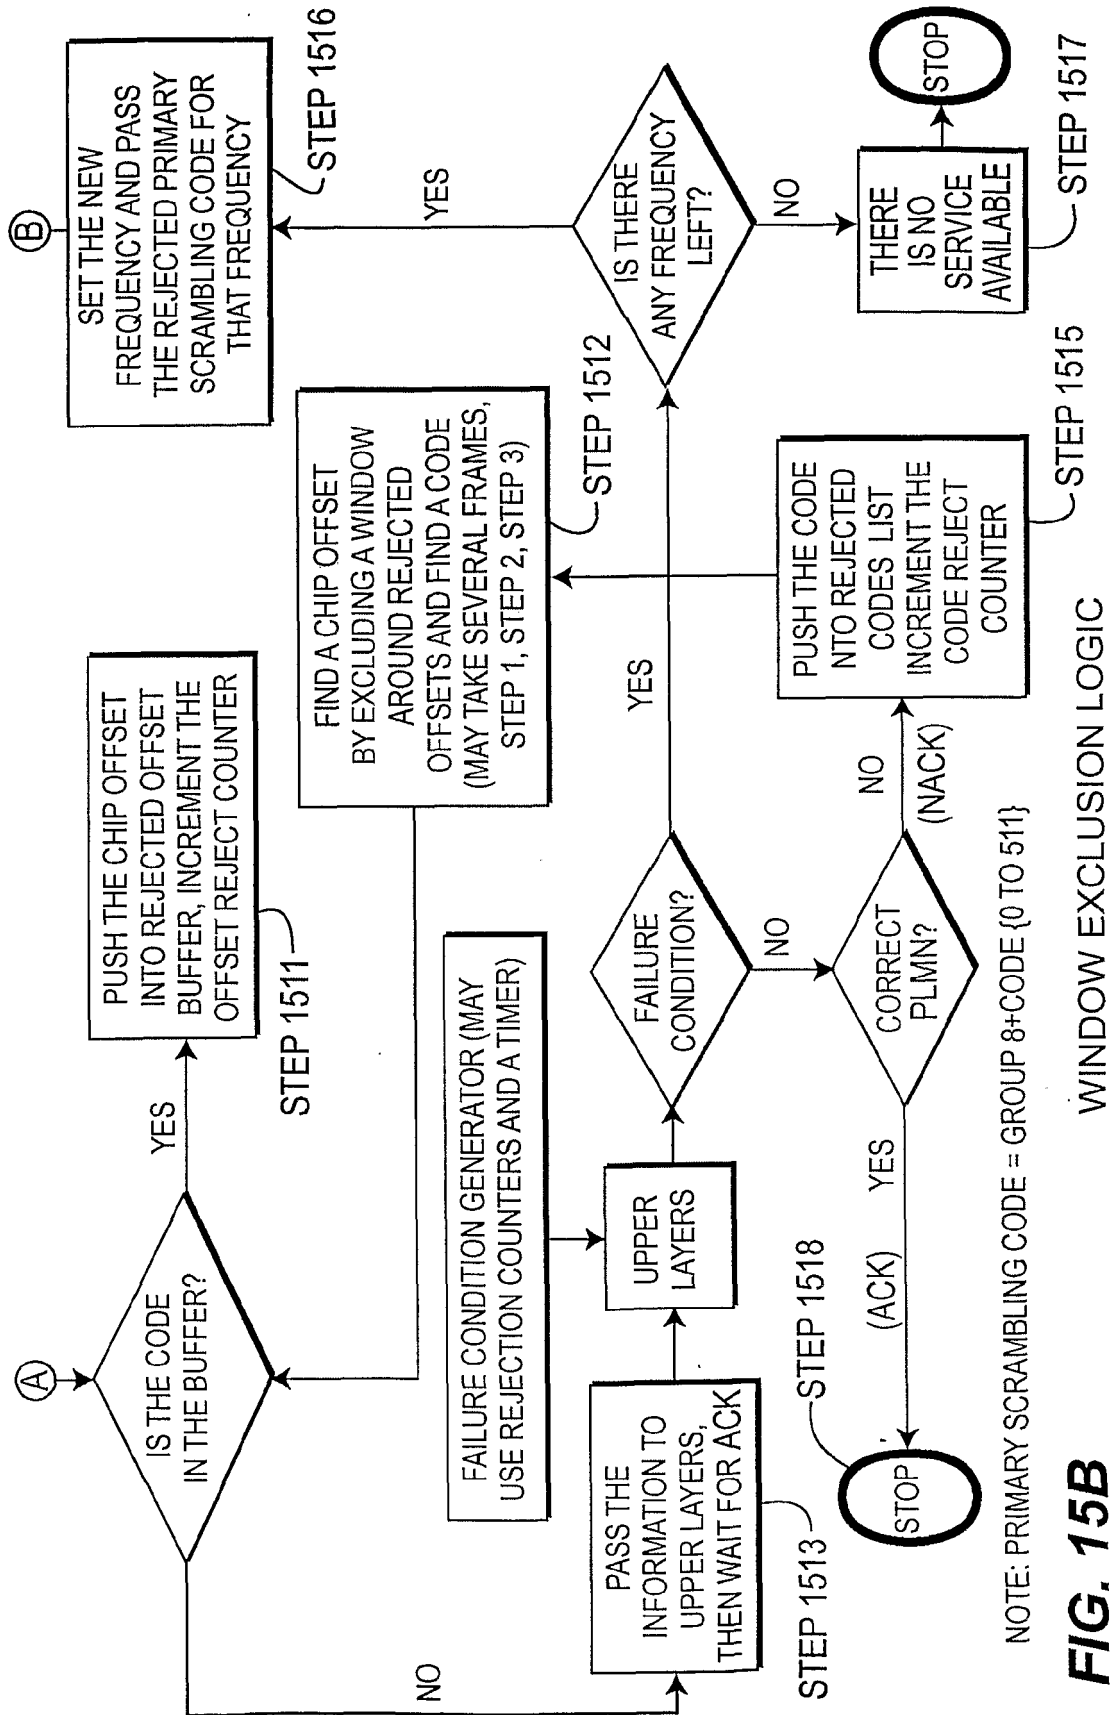 A
IS THE CODE
IN THE BUFFER?
YES
NO
PUSH THE CHIP OFFSET
INTO REJECTED OFFSET
BUFFER, INCREMENT THE
OFFSET REJECT COUNTER
STEP 1511
FIND A CHIP OFFSET
BY EXCLUDING A WINDOW
AROUND REJECTED
OFFSETS AND FIND A CODE
(MAY TAKE SEVERAL FRAMES,
STEP 1, STEP 2, STEP 3)
STEP 1512
B
SET THE NEW
FREQUENCY AND PASS
THE REJECTED PRIMARY
SCRAMBLING CODE FOR
THAT FREQUENCY
STEP 1516
FAILURE CONDITION GENERATOR (MAY
USE REJECTION COUNTERS AND A TIMER)
PASS THE
INFORMATION TO
UPPER LAYERS,
THEN WAIT FOR ACK
STEP 1513
UPPER
LAYERS
FAILURE
CONDITION?
YES
NO
IS THERE
ANY FREQUENCY
LEFT?
YES
NO
THERE
IS NO
SERVICE
AVAILABLE
STEP 1517
STOP
CORRECT
PLMN?
YES
(ACK)
NO
(NACK)
PUSH THE CODE
NTO REJECTED
CODES LIST
INCREMENT THE
CODE REJECT
COUNTER
STEP 1515
STOP
STEP 1518
NOTE: PRIMARY SCRAMBLING CODE = GROUP 8+CODE {0 TO 511}
FIG. 15B
WINDOW EXCLUSION LOGIC